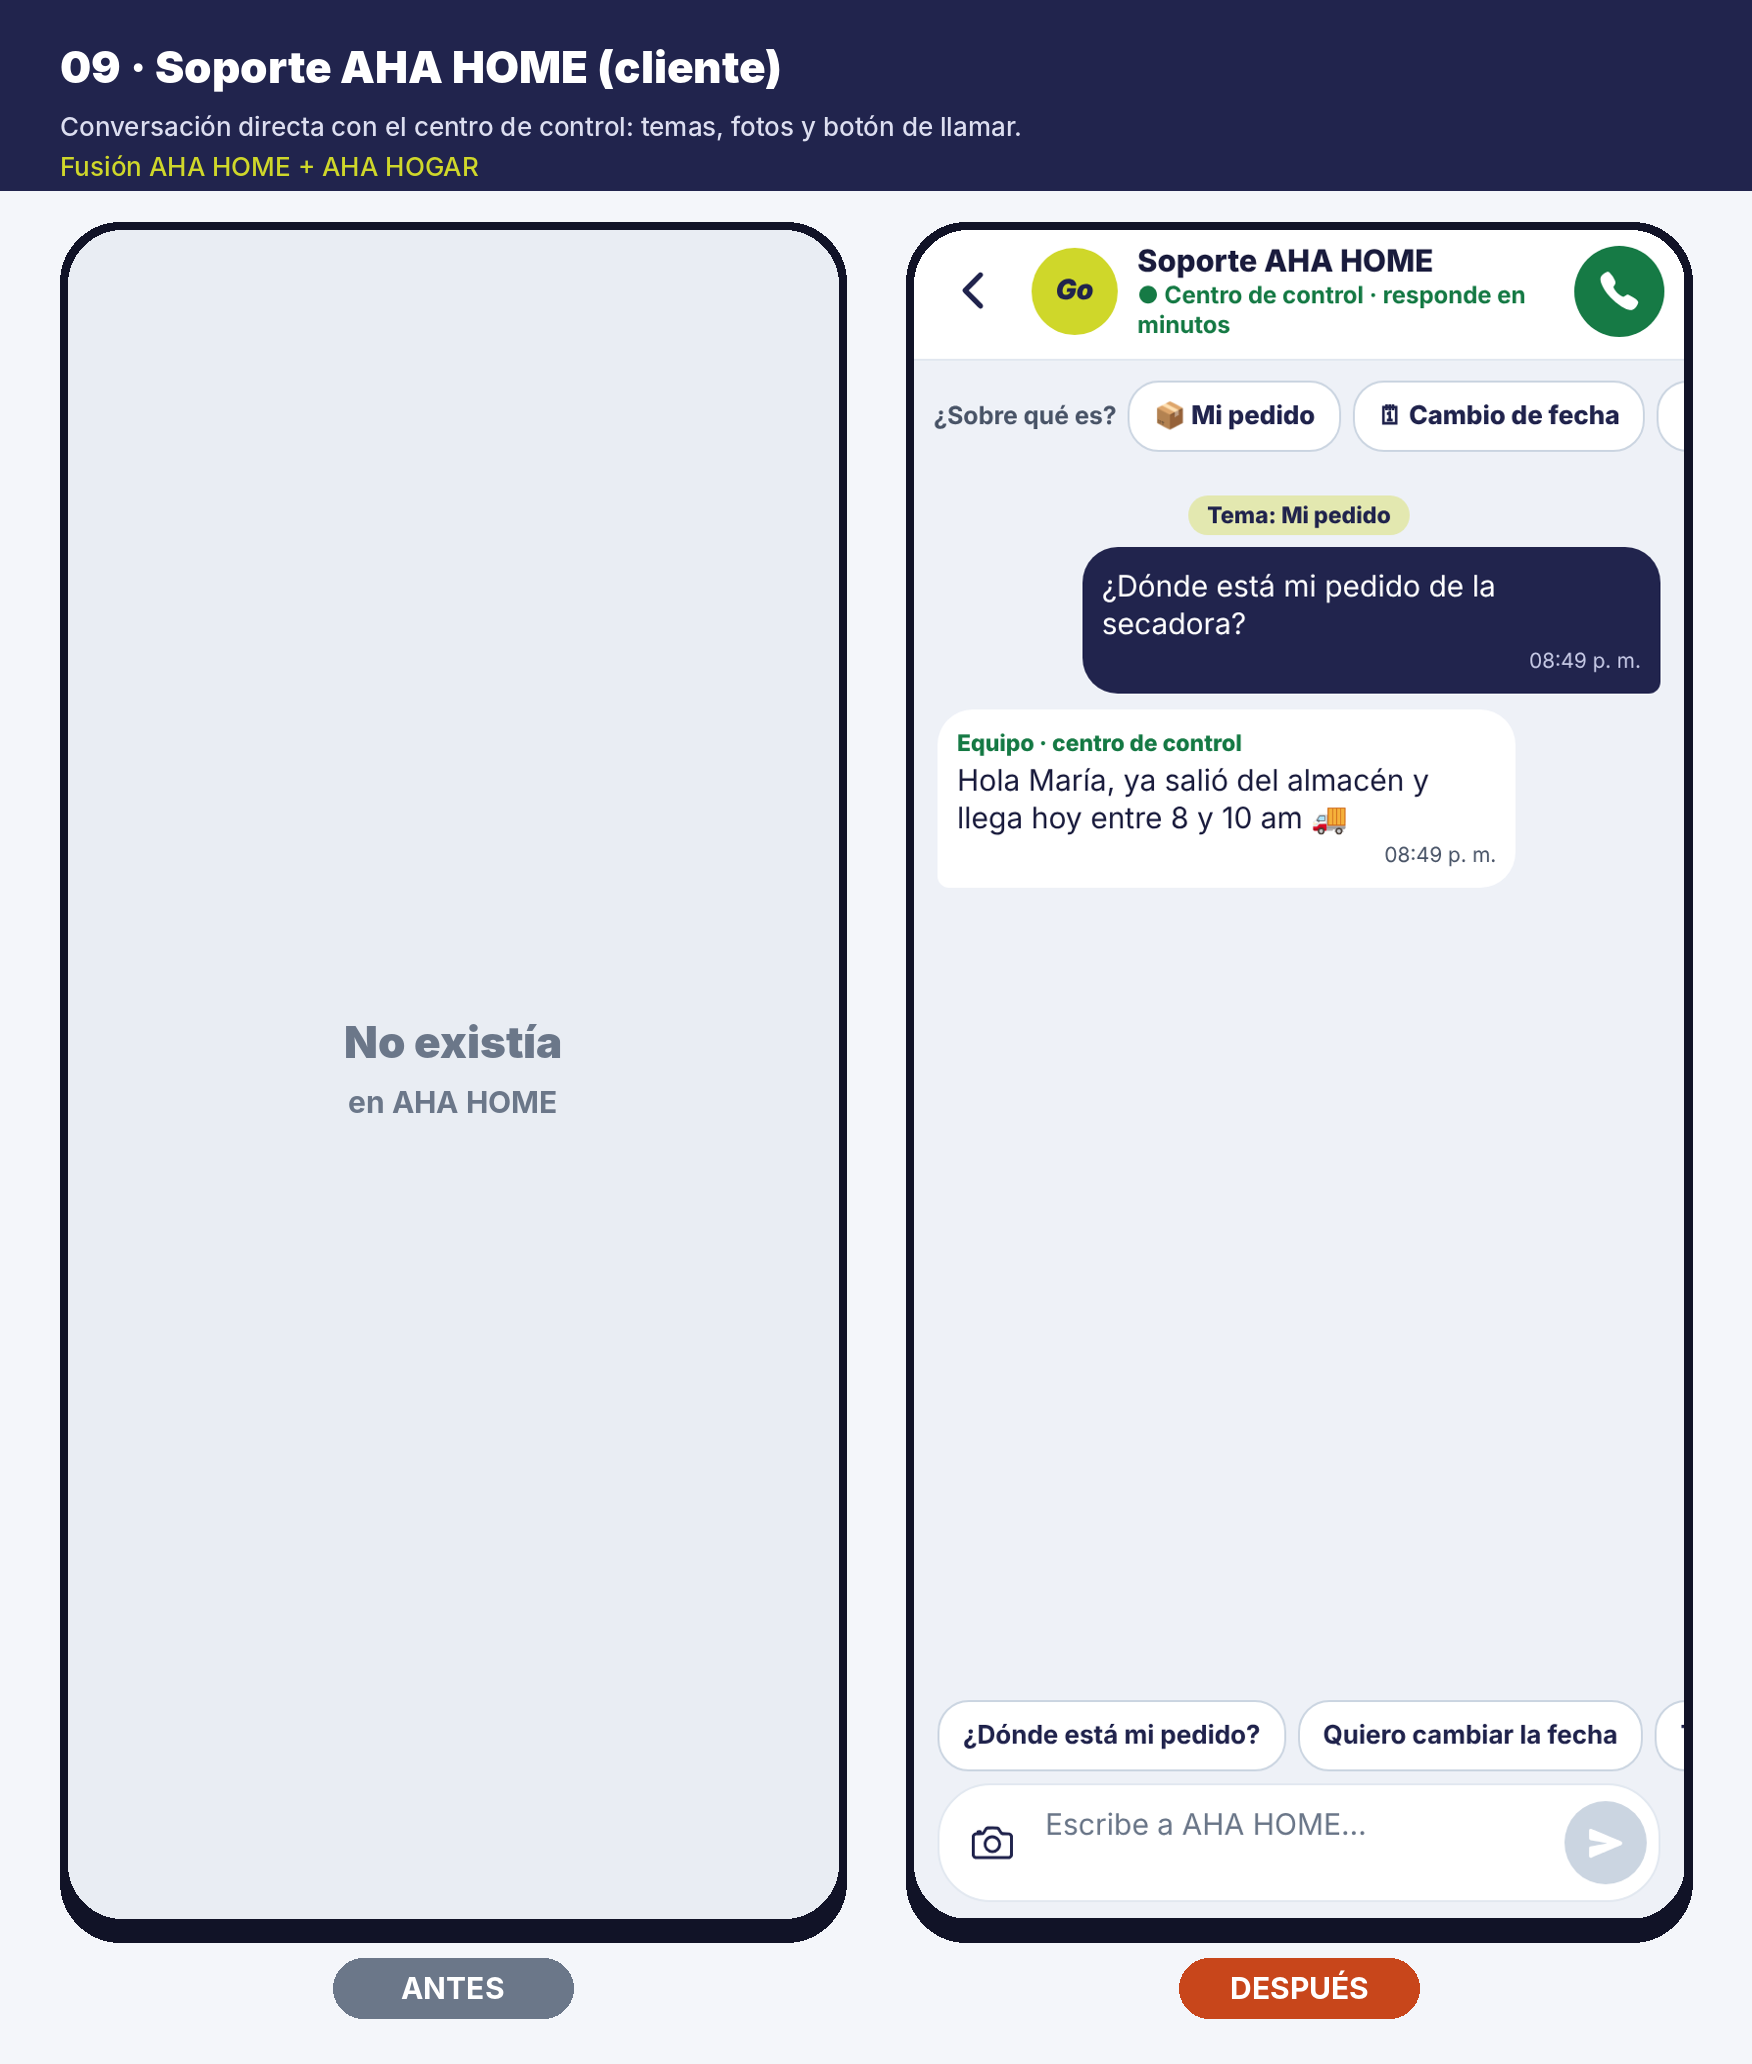 09 · Soporte AHA HOME (cliente)
Conversación directa con el centro de control: temas, fotos y botón de llamar.
Fusión AHA HOME + AHA HOGAR
No existía
en AHA HOME
ANTES
Go
Soporte AHA HOME
Centro de control · responde en
minutos
¿Sobre qué es?
Mi pedido
Cambio de fecha
Tema: Mi pedido
¿Dónde está mi pedido de la
secadora?
08:49 p. m.
Equipo · centro de control
Hola María, ya salió del almacén y
llega hoy entre 8 y 10 am 🚚
08:49 p. m.
¿Dónde está mi pedido?
Quiero cambiar la fecha
Escribe a AHA HOME...
DESPUÉS